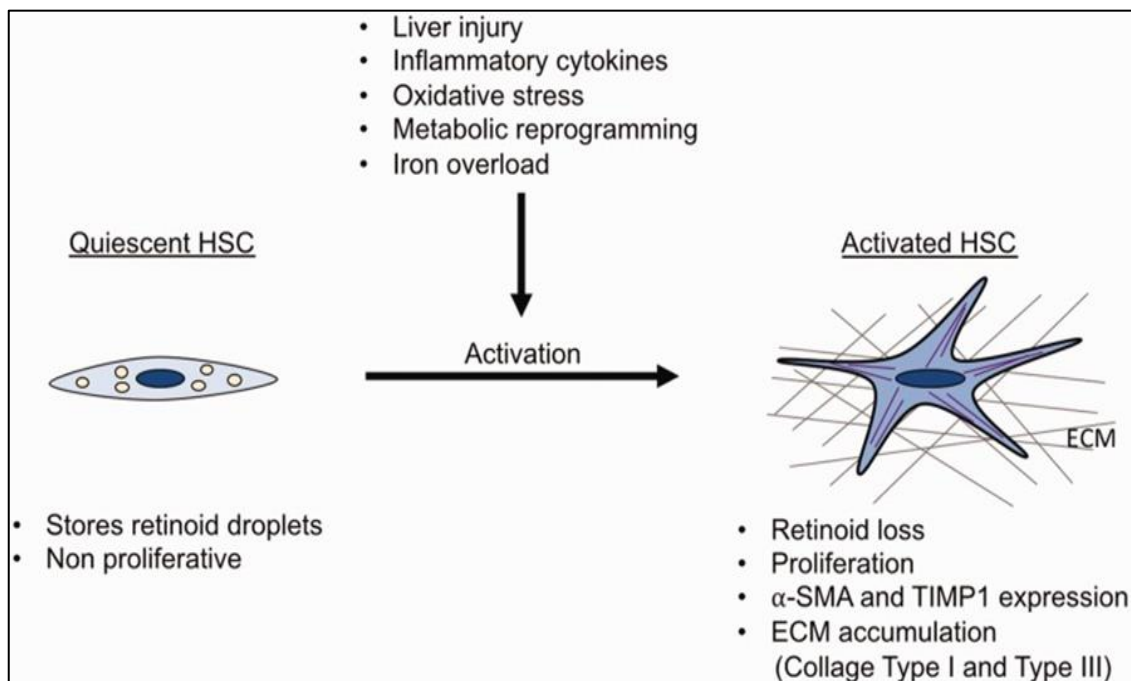 • Liver injury
• Inflammatory cytokines
• Oxidative stress
• Metabolic reprogramming
• Iron overload
Quiescent HSC
Activated HSC
Activation
ECM
• Stores retinoid droplets
• Non proliferative
• Retinoid loss
• Proliferation
• α-SMA and TIMP1 expression
• ECM accumulation
(Collage Type I and Type III)